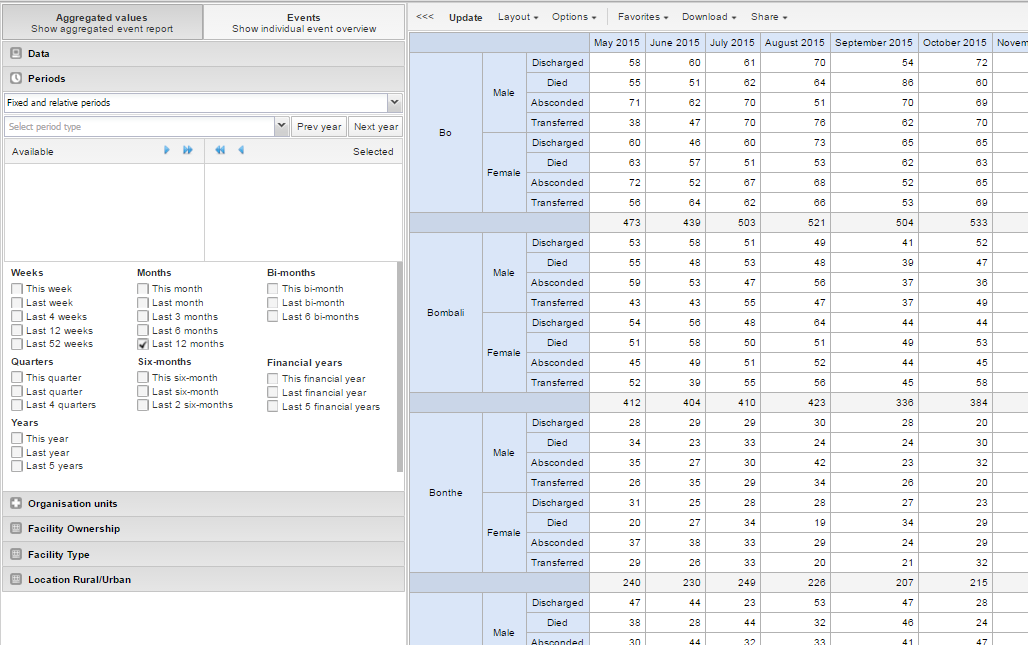 Aggregated values
Show aggregated event report
Events
Show individual event overview
Data
Periods
Fixed and relative periods
Select period type
Prev year
Next year
Available
Selected
Weeks
This week
Last week
Last 4 weeks
Last 12 weeks
Last 52 weeks
Months
This month
Last month
Last 3 months
Last 6 months
Last 12 months
Bi-months
This bi-month
Last bi-month
Last 6 bi-months
Quarters
This quarter
Last quarter
Last 4 quarters
Six-months
This six-month
Last six-month
Last 2 six-months
Financial years
This financial year
Last financial year
Last 5 financial years
Years
This year
Last year
Last 5 years
Organisation units
Facility Ownership
Facility Type
Location Rural/Urban
<<< Update Layout Options Favorites Download Share
May 2015 June 2015 July 2015 August 2015 September 2015 October 2015 Novem
Bo
Male
Discharged 58 60 61 70 54 72
Died 55 51 62 64 86 60
Absconded 71 62 70 51 70 69
Transferred 38 47 70 76 62 70
Female
Discharged 60 46 60 73 65 65
Died 63 57 51 53 62 63
Absconded 72 52 67 68 52 65
Transferred 56 64 62 66 53 69
473 439 503 521 504 533
Bombali
Male
Discharged 53 58 51 49 41 52
Died 55 48 53 48 39 47
Absconded 59 53 47 56 37 36
Transferred 43 43 55 47 37 49
Female
Discharged 54 56 48 64 44 44
Died 51 58 50 51 49 53
Absconded 45 49 51 52 44 45
Transferred 52 39 55 56 45 58
412 404 410 423 336 384
Bonthe
Male
Discharged 28 29 29 30 28 20
Died 34 23 33 24 24 30
Absconded 35 27 30 42 23 32
Transferred 26 35 29 34 26 20
Female
Discharged 31 25 28 28 27 23
Died 20 27 34 19 34 29
Absconded 37 38 33 29 24 29
Transferred 29 26 33 20 21 32
240 230 249 226 207 215
Male
Discharged 47 44 23 53 47 28
Died 38 28 44 32 46 24
Absconded 30 44 32 33 41 47